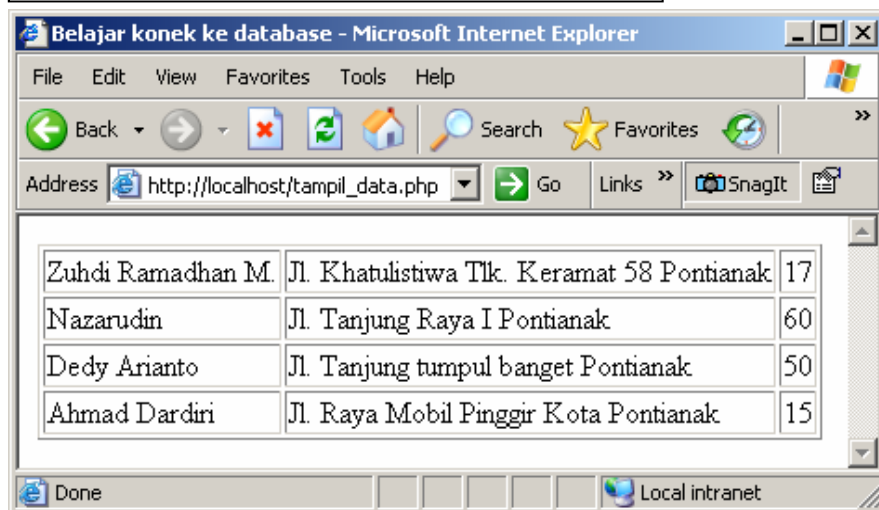 Belajar konek ke database - Microsoft Internet Explorer
File Edit View Favorites Tools Help
Back Search Favorites »
Address http://localhost/tampil_data.php Go Links » SnagIt
Zuhdi Ramadhan M. Jl. Khatulistiwa Tlk. Keramat 58 Pontianak 17
Nazarudin Jl. Tanjung Raya I Pontianak 60
Dedy Arianto Jl. Tanjung tumpul banget Pontianak 50
Ahmad Dardiri Jl. Raya Mobil Pinggir Kota Pontianak 15
Done Local intranet